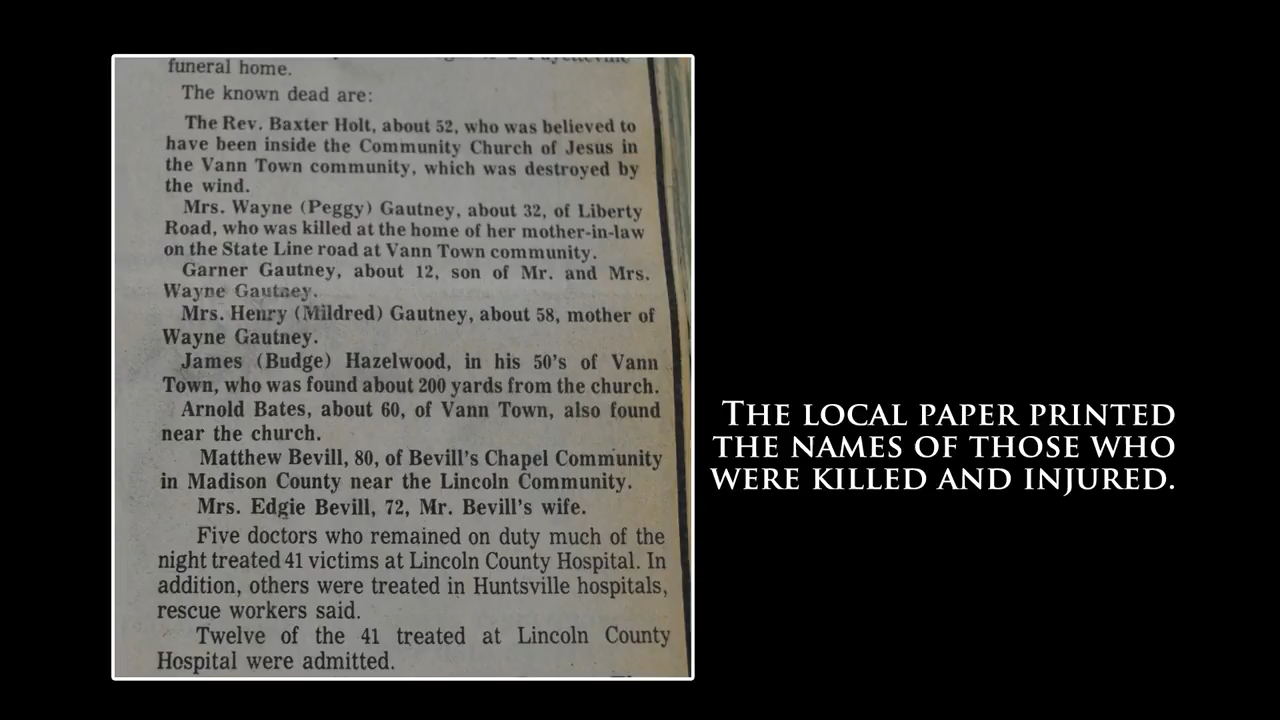 funeral home.
The known dead are:
The Rev. Baxter Holt, about 52, who was believed to
have been inside the Community Church of Jesus in
the Vann Town community, which was destroyed by
the wind.
Mrs. Wayne (Peggy) Gautney, about 32, of Liberty
Road, who was killed at the home of her mother-in-law
on the State Line road at Vann Town community.
Garner Gautney, about 12, son of Mr. and Mrs.
Wayne Gautney.
Mrs. Henry (Mildred) Gautney, about 58, mother of
Wayne Gautney.
James (Budge) Hazelwood, in his 50's of Vann
Town, who was found about 200 yards from the church.
Arnold Bates, about 60, of Vann Town, also found
near the church.
Matthew Bevill, 80, of Bevill's Chapel Community
in Madison County near the Lincoln Community.
Mrs. Edgie Bevill, 72, Mr. Bevill's wife.
Five doctors who remained on duty much of the
night treated 41 victims at Lincoln County Hospital. In
addition, others were treated in Huntsville hospitals,
rescue workers said.
Twelve of the 41 treated at Lincoln County
Hospital were admitted.
THE LOCAL PAPER PRINTED
THE NAMES OF THOSE WHO
WERE KILLED AND INJURED.